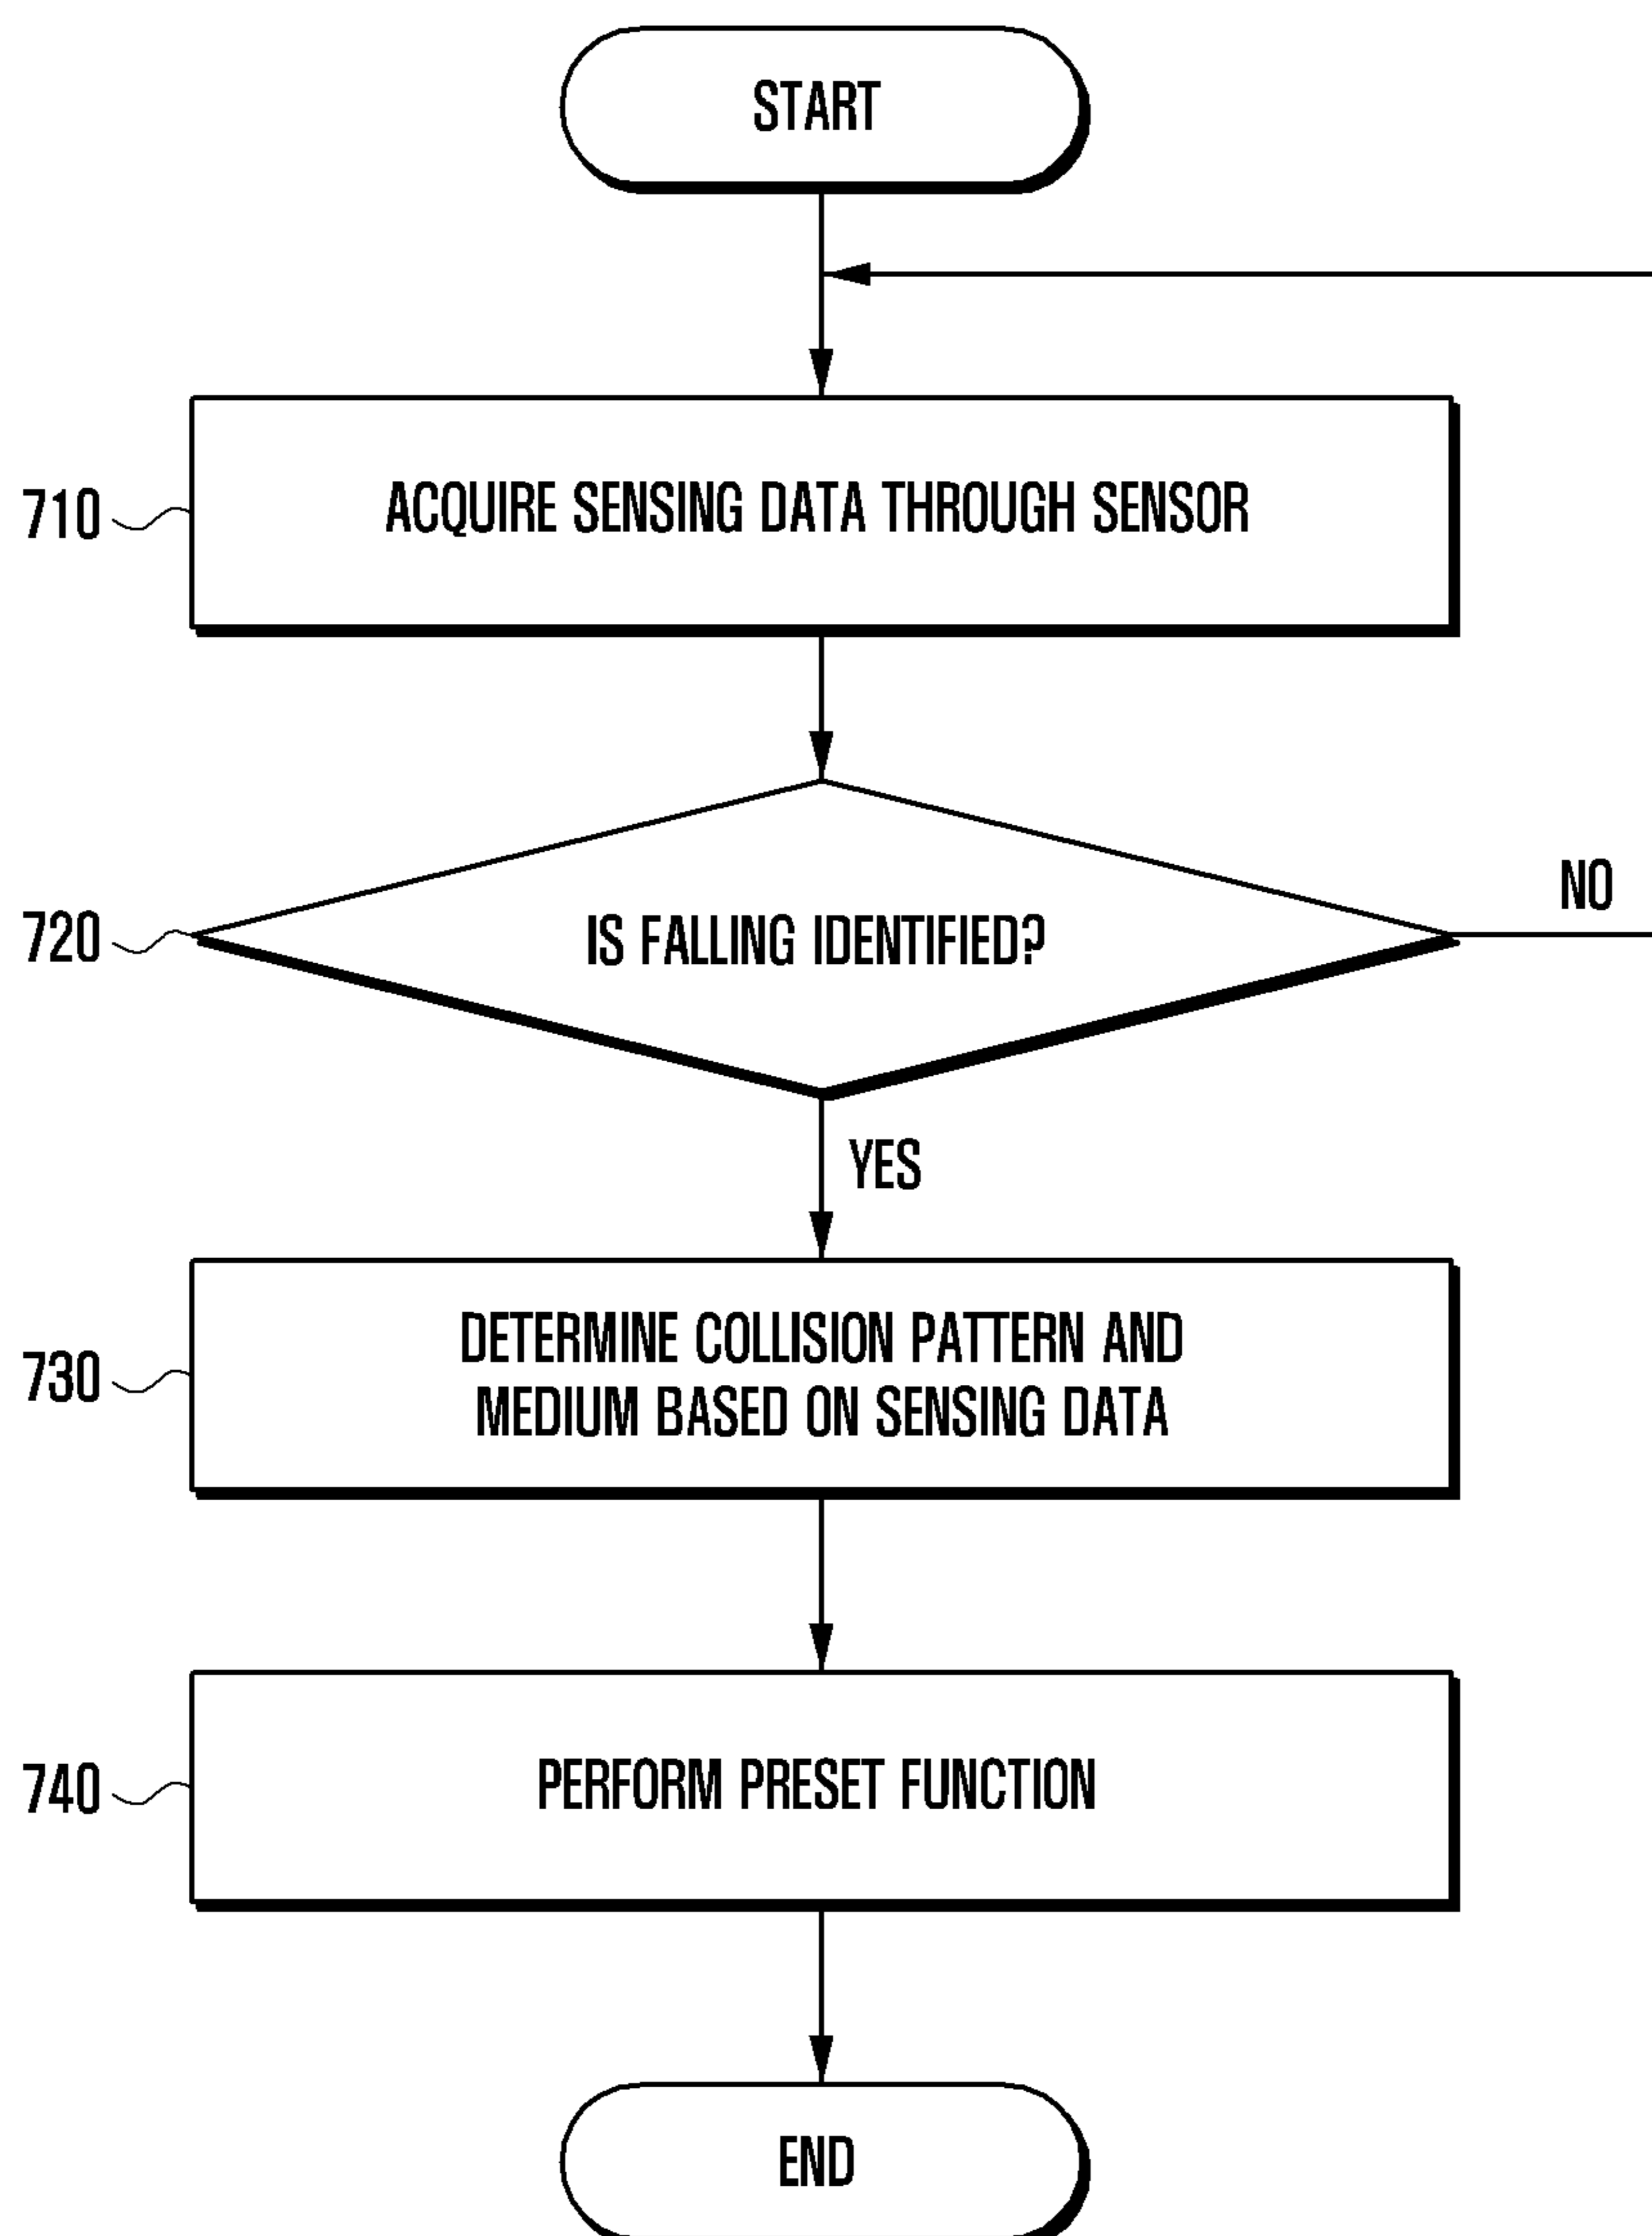 START
710
ACQUIRE SENSING DATA THROUGH SENSOR
720
IS FALLING IDENTIFIED?
NO
YES
730
DETERMINE COLLISION PATTERN AND
MEDIUM BASED ON SENSING DATA
740
PERFORM PRESET FUNCTION
END